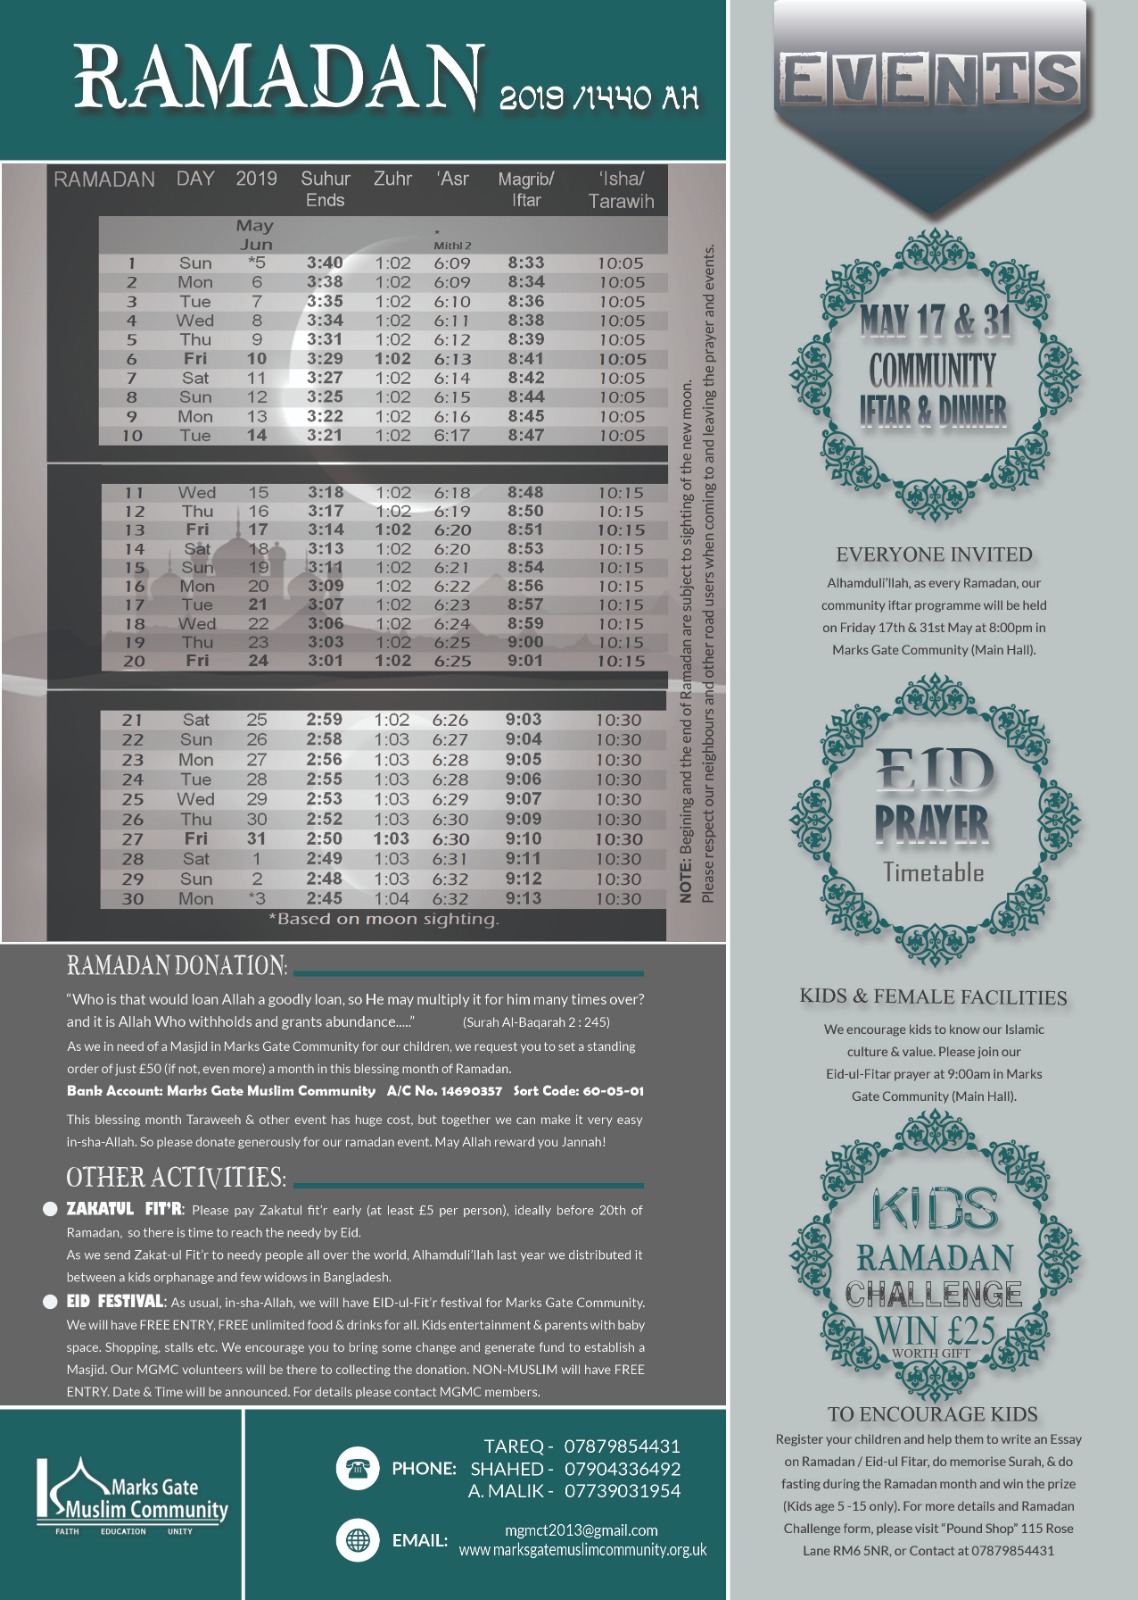 RAMADAN 2019 /1440 AH
RAMADAN DAY 2019 Suhur Ends Zuhr 'Asr Magrib/ Iftar 'Isha/ Tarawih
May
Jun * Mithl 2
1 Sun *5 3:40 1:02 6:09 8:33 10:05
2 Mon 6 3:38 1:02 6:09 8:34 10:05
3 Tue 7 3:35 1:02 6:10 8:36 10:05
4 Wed 8 3:34 1:02 6:11 8:38 10:05
5 Thu 9 3:31 1:02 6:12 8:39 10:05
6 Fri 10 3:29 1:02 6:13 8:41 10:05
7 Sat 11 3:27 1:02 6:14 8:42 10:05
8 Sun 12 3:25 1:02 6:15 8:44 10:05
9 Mon 13 3:22 1:02 6:16 8:45 10:05
10 Tue 14 3:21 1:02 6:17 8:47 10:05
11 Wed 15 3:18 1:02 6:18 8:48 10:15
12 Thu 16 3:17 1:02 6:19 8:50 10:15
13 Fri 17 3:14 1:02 6:20 8:51 10:15
14 Sat 18 3:13 1:02 6:20 8:53 10:15
15 Sun 19 3:11 1:02 6:21 8:54 10:15
16 Mon 20 3:09 1:02 6:22 8:56 10:15
17 Tue 21 3:07 1:02 6:23 8:57 10:15
18 Wed 22 3:06 1:02 6:24 8:59 10:15
19 Thu 23 3:03 1:02 6:25 9:00 10:15
20 Fri 24 3:01 1:02 6:25 9:01 10:15
21 Sat 25 2:59 1:02 6:26 9:03 10:30
22 Sun 26 2:58 1:03 6:27 9:04 10:30
23 Mon 27 2:56 1:03 6:28 9:05 10:30
24 Tue 28 2:55 1:03 6:28 9:06 10:30
25 Wed 29 2:53 1:03 6:29 9:07 10:30
26 Thu 30 2:52 1:03 6:30 9:09 10:30
27 Fri 31 2:50 1:03 6:30 9:10 10:30
28 Sat 1 2:49 1:03 6:31 9:11 10:30
29 Sun 2 2:48 1:03 6:32 9:12 10:30
30 Mon *3 2:45 1:04 6:32 9:13 10:30
*Based on moon sighting.
NOTE: Begining and the end of Ramadan are subject to sighting of the new moon.
Please respect our neighbours and other road users when coming to and leaving the prayer and events.
RAMADAN DONATION:
"Who is that would loan Allah a goodly loan, so He may multiply it for him many times over?
and it is Allah Who withholds and grants abundance....." (Surah Al-Baqarah 2 : 245)
As we in need of a Masjid in Marks Gate Community for our children, we request you to set a standing
order of just £50 (if not, even more) a month in this blessing month of Ramadan.
Bank Account: Marks Gate Muslim Community A/C No. 14690357 Sort Code: 60-05-01
This blessing month Taraweeh & other event has huge cost, but together we can make it very easy
in-sha-Allah. So please donate generously for our ramadan event. May Allah reward you Jannah!
OTHER ACTIVITIES:
ZAKATUL FIT'R: Please pay Zakatul fit'r early (at least £5 per person), ideally before 20th of
Ramadan, so there is time to reach the needy by Eid.
As we send Zakat-ul Fit'r to needy people all over the world, Alhamduli'llah last year we distributed it
between a kids orphanage and few widows in Bangladesh.
EID FESTIVAL: As usual, in-sha-Allah, we will have EID-ul-Fit'r festival for Marks Gate Community.
We will have FREE ENTRY, FREE unlimited food & drinks for all. Kids entertainment & parents with baby
space. Shopping, stalls etc. We encourage you to bring some change and generate fund to establish a
Masjid. Our MGMC volunteers will be there to collecting the donation. NON-MUSLIM will have FREE
ENTRY. Date & Time will be announced. For details please contact MGMC members.
Marks Gate
Muslim Community
FAITH EDUCATION UNITY
PHONE:
TAREQ - 07879854431
SHAHED - 07904336492
A. MALIK - 07739031954
EMAIL:
mgmct2013@gmail.com
www.marksgatemuslimcommunity.org.uk
EVENTS
MAY 17 & 31
COMMUNITY
IFTAR & DINNER
EVERYONE INVITED
Alhamduli'llah, as every Ramadan, our
community iftar programme will be held
on Friday 17th & 31st May at 8:00pm in
Marks Gate Community (Main Hall).
EID
PRAYER
Timetable
KIDS & FEMALE FACILITIES
We encourage kids to know our Islamic
culture & value. Please join our
Eid-ul-Fitar prayer at 9:00am in Marks
Gate Community (Main Hall).
KIDS
RAMADAN
CHALLENGE
WIN £25
WORTH GIFT
TO ENCOURAGE KIDS
Register your children and help them to write an Essay
on Ramadan / Eid-ul Fitar, do memorise Surah, & do
fasting during the Ramadan month and win the prize
(Kids age 5 -15 only). For more details and Ramadan
Challenge form, please visit "Pound Shop" 115 Rose
Lane RM6 5NR, or Contact at 07879854431